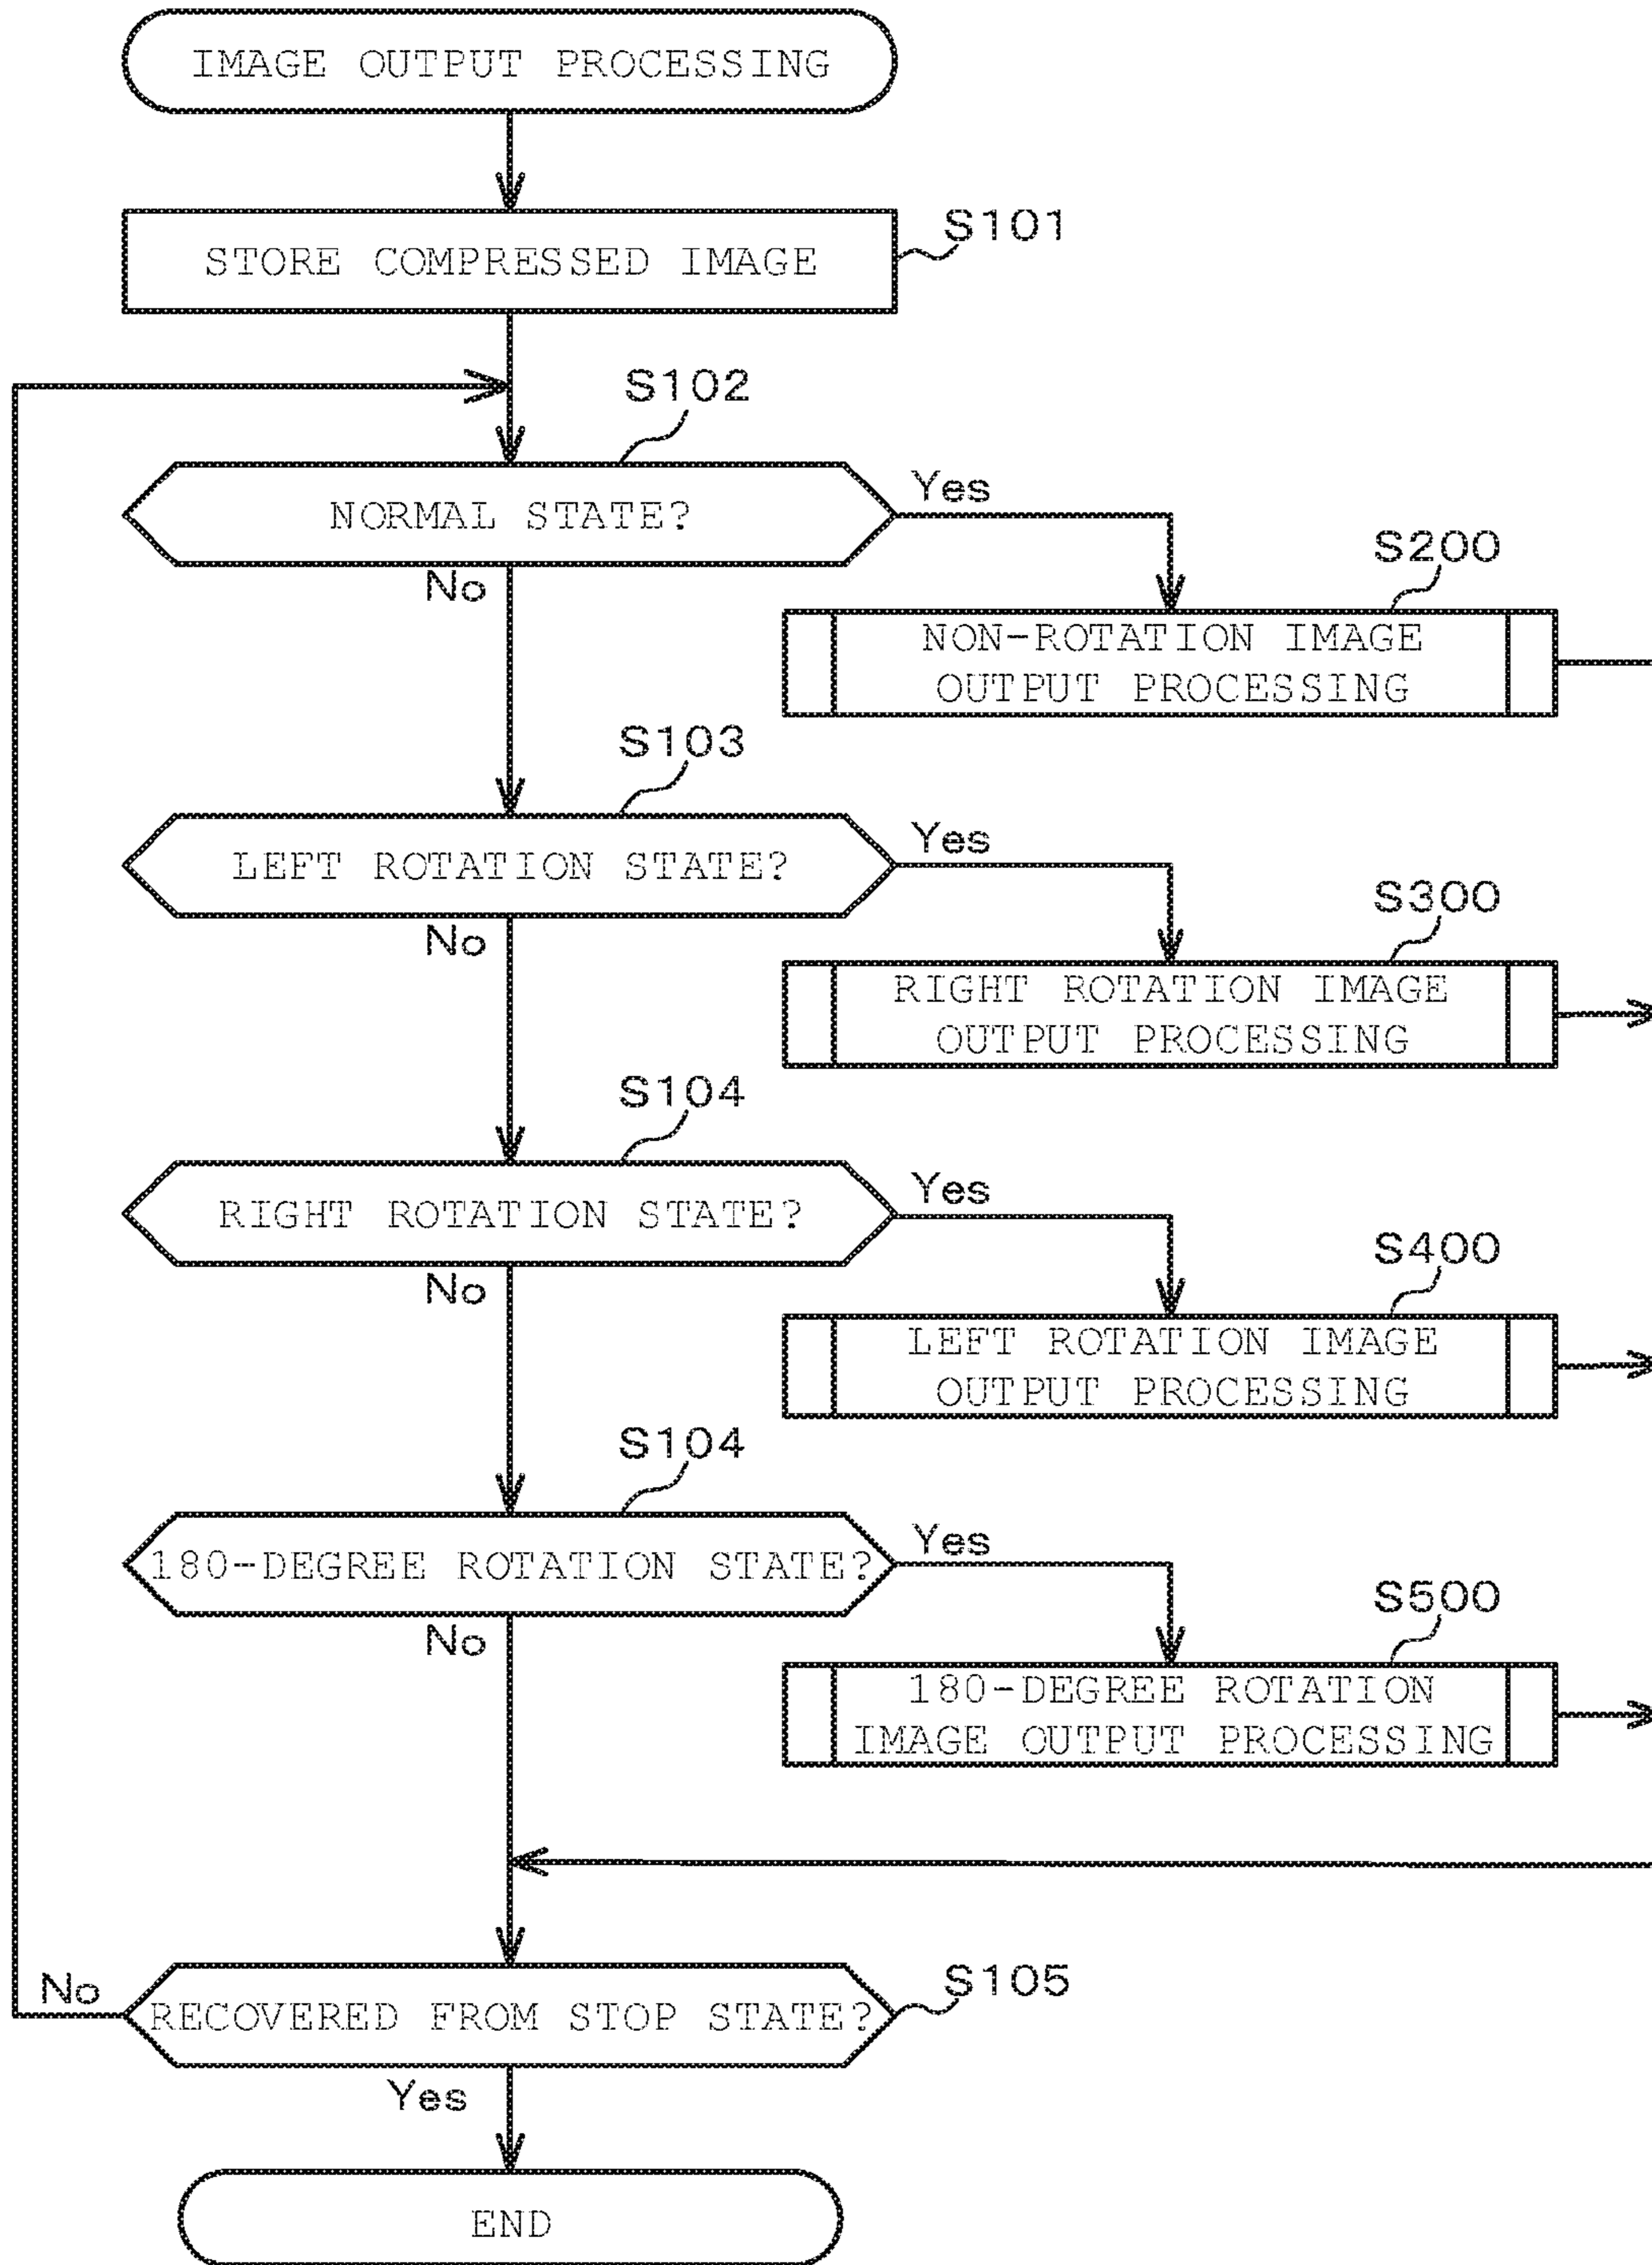 IMAGE OUTPUT PROCESSING
STORE COMPRESSED IMAGE
S101
S102
NORMAL STATE?
Yes
No
S200
NON-ROTATION IMAGE
OUTPUT PROCESSING
S103
LEFT ROTATION STATE?
Yes
No
S300
RIGHT ROTATION IMAGE
OUTPUT PROCESSING
S104
RIGHT ROTATION STATE?
Yes
No
S400
LEFT ROTATION IMAGE
OUTPUT PROCESSING
S104
180-DEGREE ROTATION STATE?
Yes
No
S500
180-DEGREE ROTATION
IMAGE OUTPUT PROCESSING
No
RECOVERED FROM STOP STATE?
S105
Yes
END